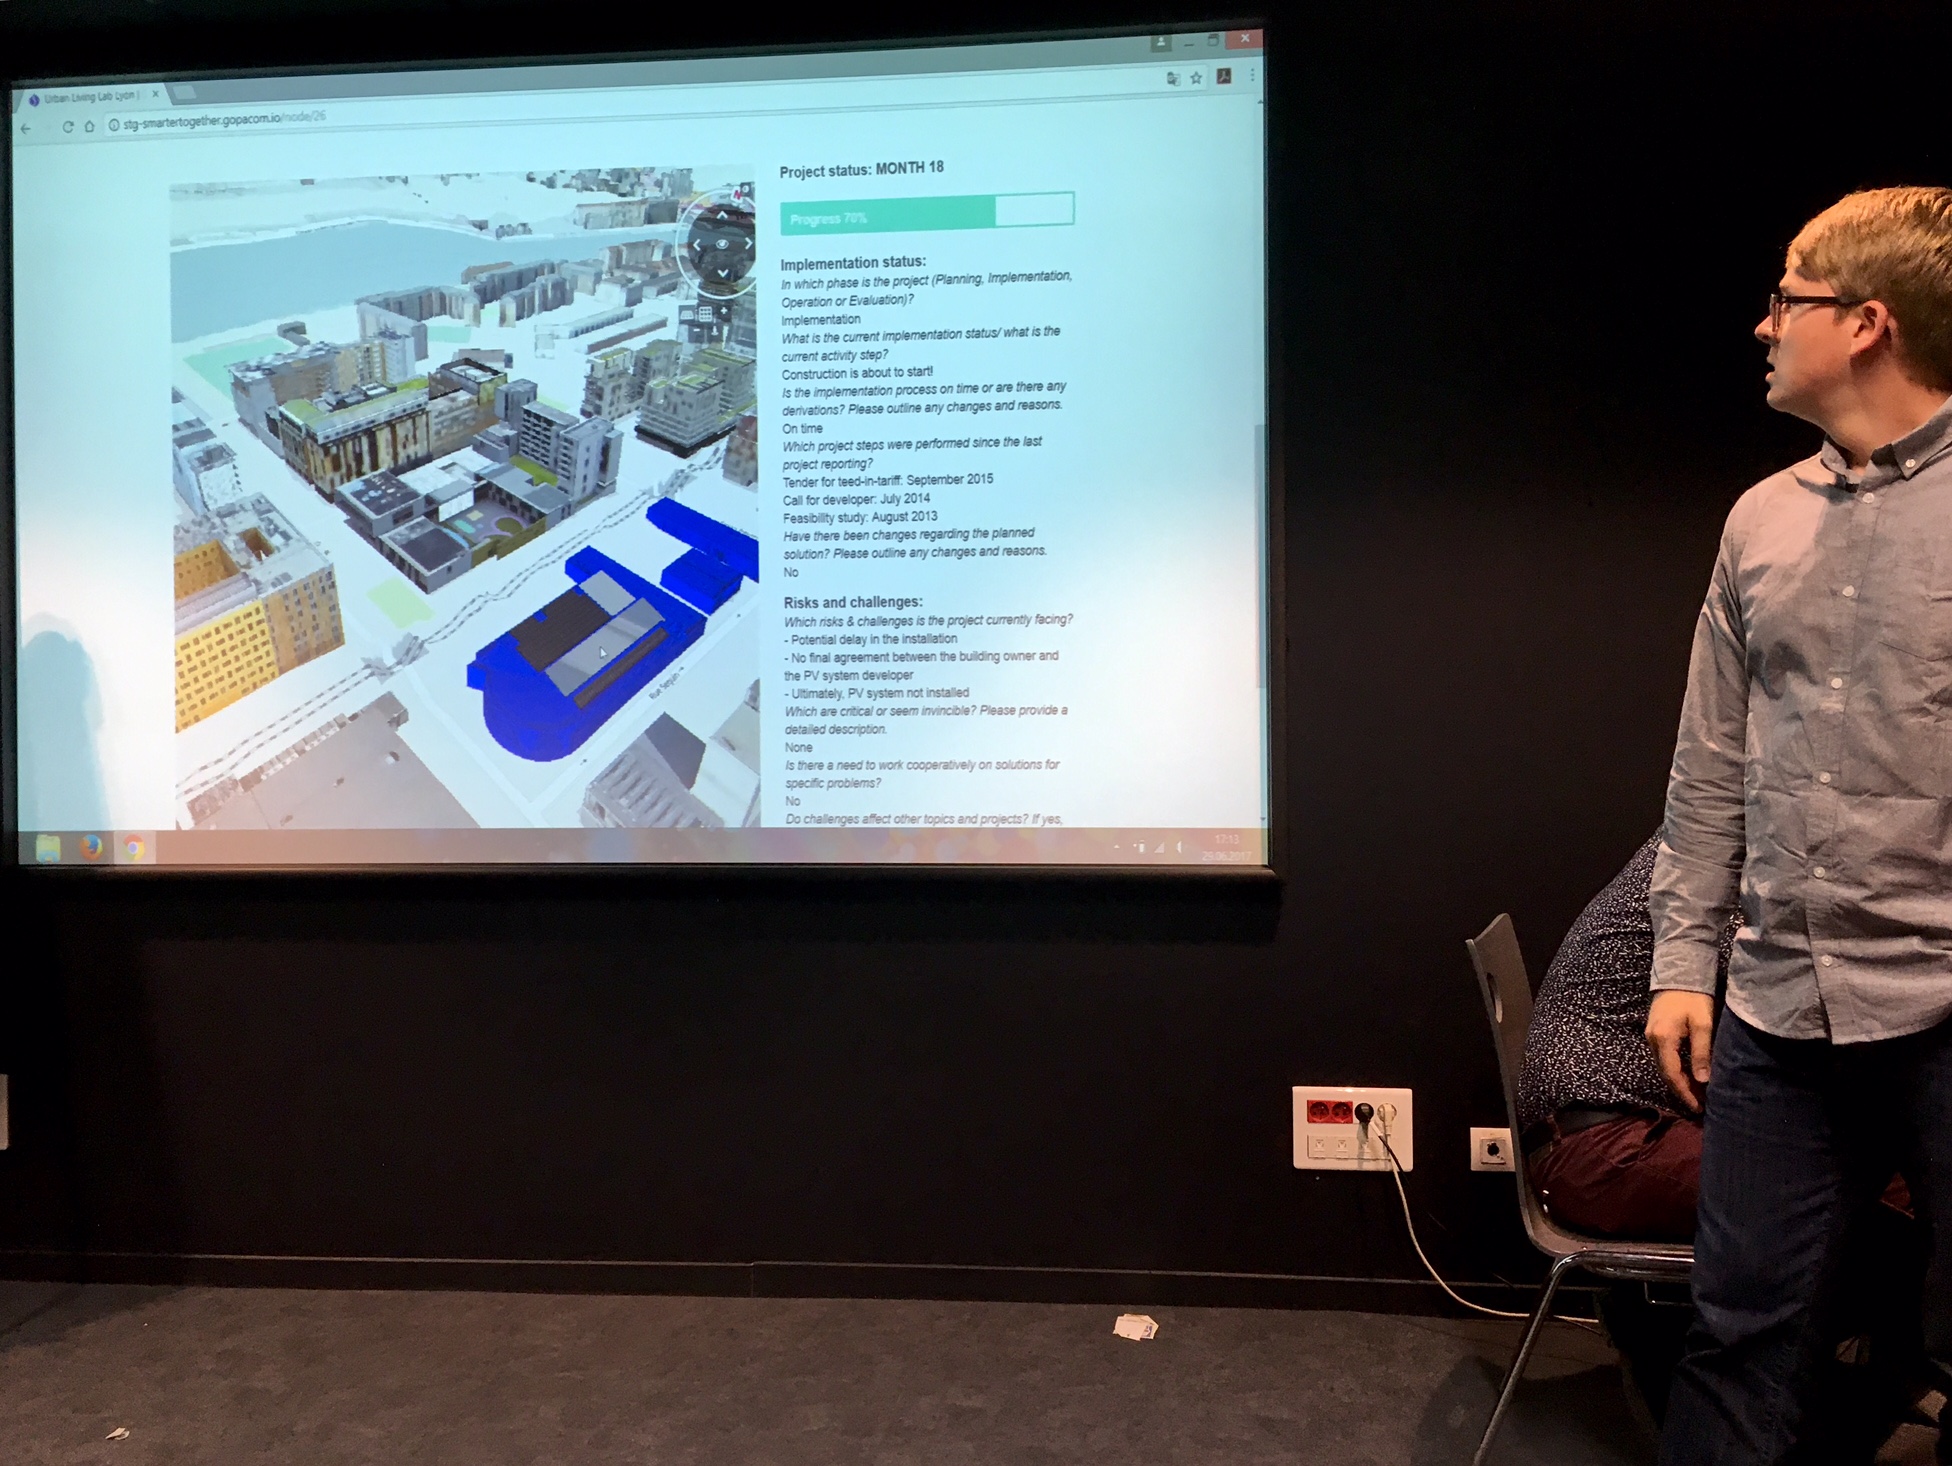 Urban Living Lab Lyon |
stg-smartertogether.gopacom.io/node/26
Project status: MONTH 18
Progress 70%
Implementation status:
In which phase is the project (Planning, Implementation,
Operation or Evaluation)?
Implementation
What is the current implementation status/ what is the
current activity step?
Construction is about to start!
Is the implementation process on time or are there any
derivations? Please outline any changes and reasons.
On time
Which project steps were performed since the last
project reporting?
Tender for teed-in-tariff: September 2015
Call for developer: July 2014
Feasibility study: August 2013
Have there been changes regarding the planned
solution? Please outline any changes and reasons.
No
Risks and challenges:
Which risks & challenges is the project currently facing?
- Potential delay in the installation
- No final agreement between the building owner and
the PV system developer
- Ultimately, PV system not installed
Which are critical or seem invincible? Please provide a
detailed description.
None
Is there a need to work cooperatively on solutions for
specific problems?
No
Do challenges affect other topics and projects? If yes,
Rue Seguin
17:13
29.06.2017